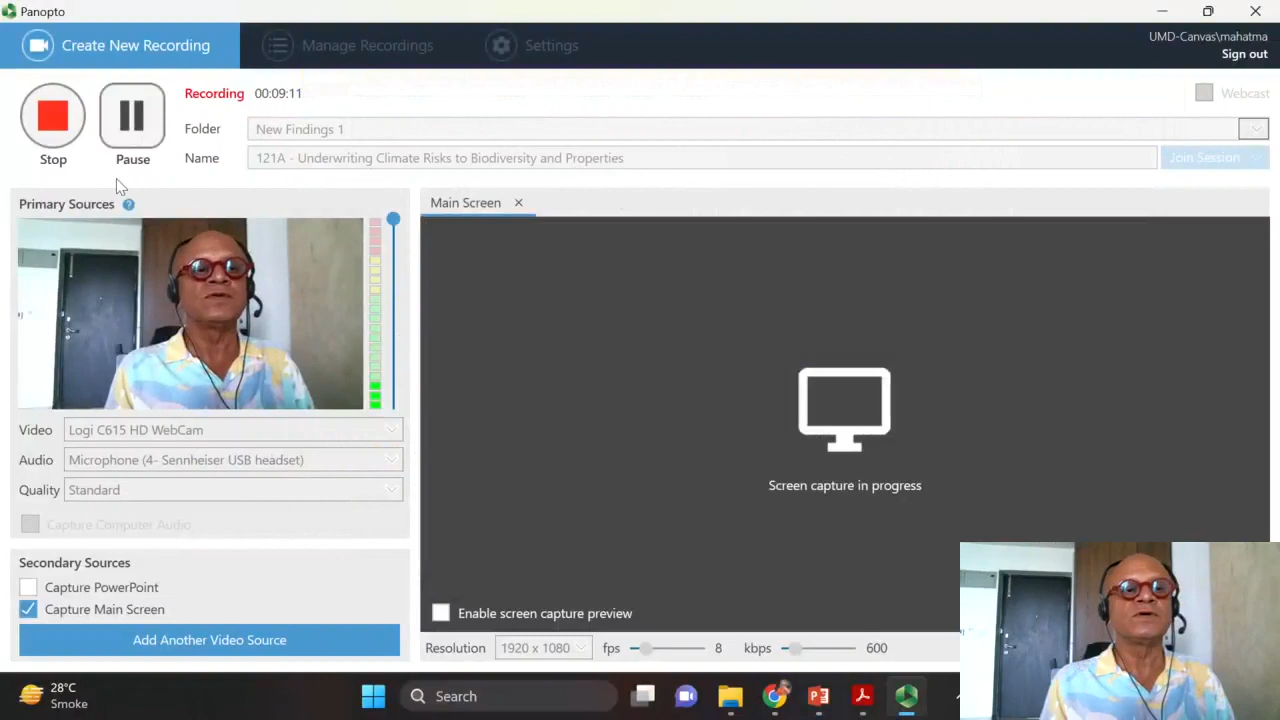 Panopto
Create New Recording
Manage Recordings
Settings
UMD-Canvas\mahatma
Sign out
Recording 00:09:11
Webcast
Folder New Findings 1
Stop Pause
Name 121A - Underwriting Climate Risks to Biodiversity and Properties
Join Session
Primary Sources ?
Main Screen
Video Logi C615 HD WebCam
Audio Microphone (4- Sennheiser USB headset)
Quality Standard
Capture Computer Audio
Screen capture in progress
Secondary Sources
Capture PowerPoint
Capture Main Screen
Add Another Video Source
Enable screen capture preview
Resolution 1920 x 1080 fps 8 kbps 600
28°C
Smoke
Search